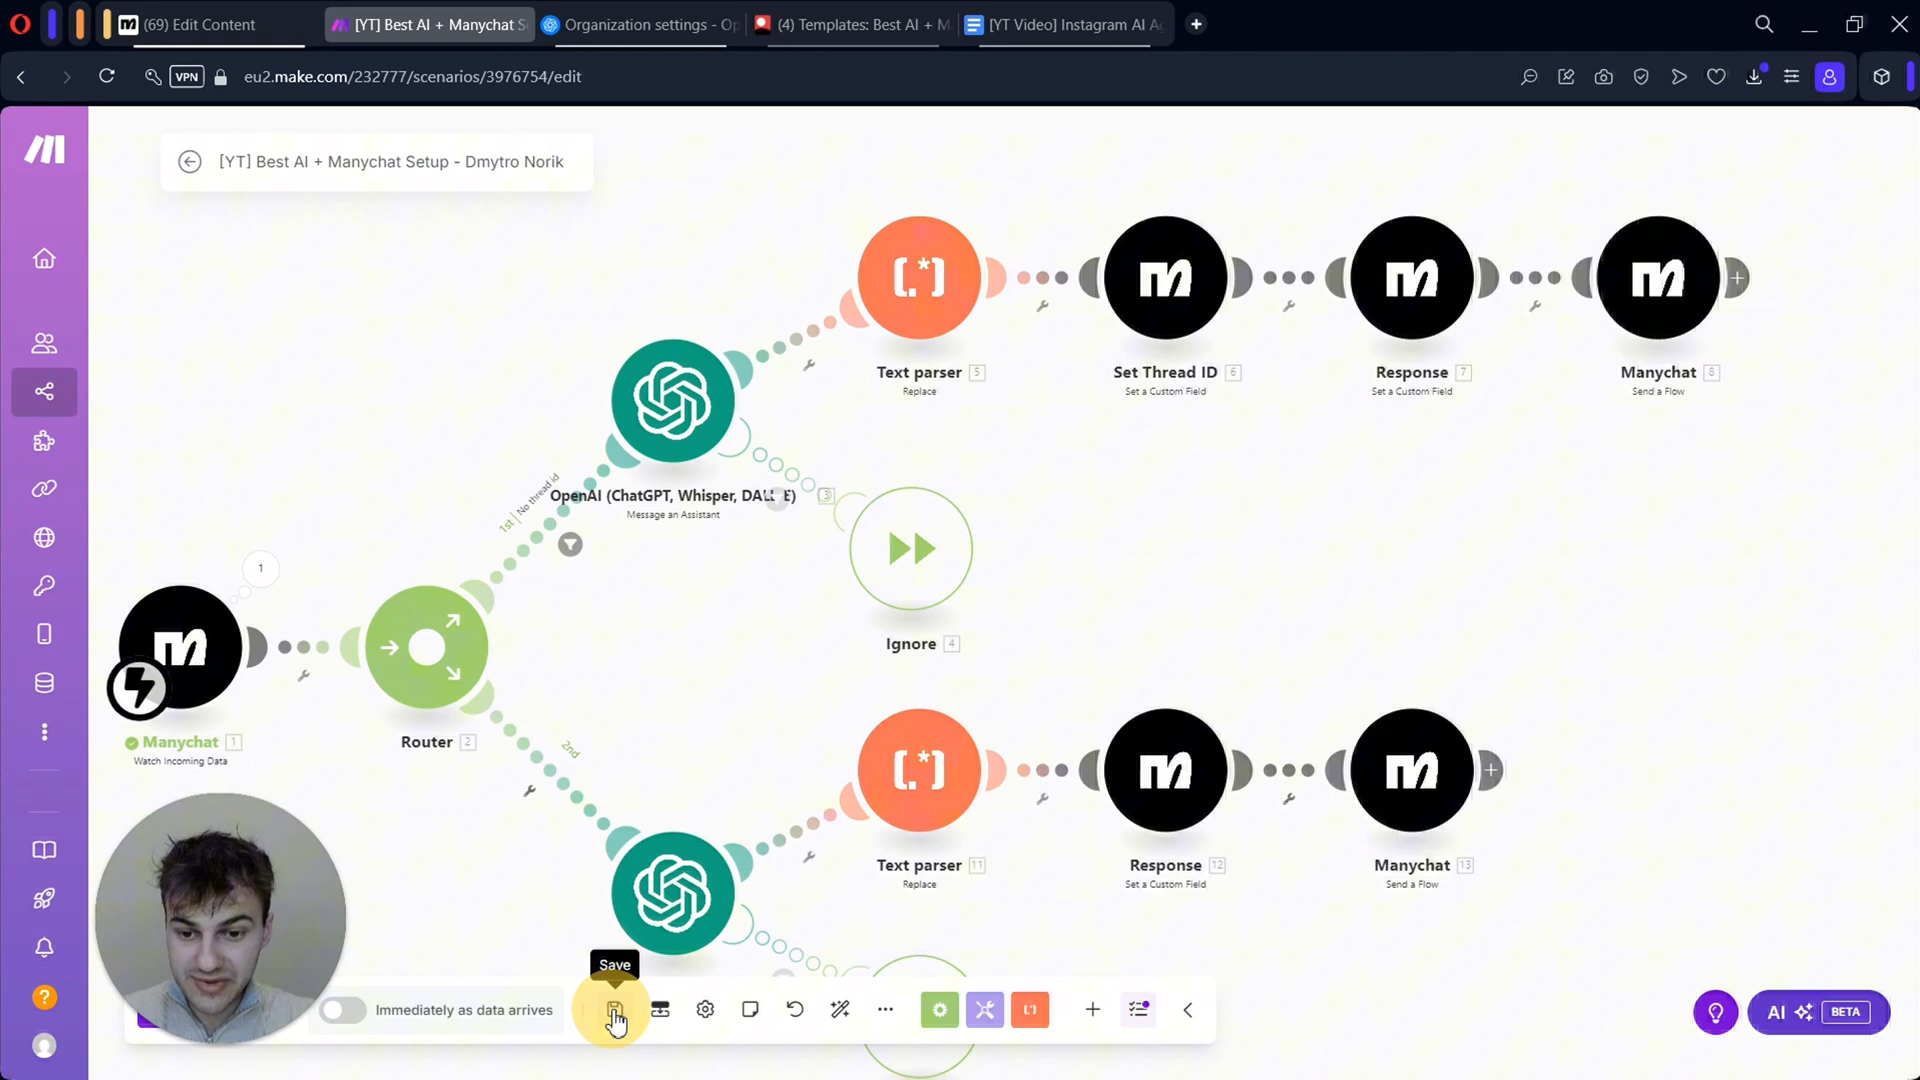 (69) Edit Content
[YT] Best AI + Manychat S
Organization settings - Op
(4) Templates: Best AI + M
[YT Video] Instagram AI A
VPN
eu2.make.com/232777/scenarios/3976754/edit
[YT] Best AI + Manychat Setup - Dmytro Norik
Text parser 5
Replace
Set Thread ID 6
Set a Custom Field
Response 7
Set a Custom Field
Manychat 8
Send a Flow
1st | No thread id
OpenAI (ChatGPT, Whisper, DALL-E) 3
Message an Assistant
1
Ignore 4
Manychat 1
Watch Incoming Data
Router 2
2nd
Text parser 11
Replace
Response 12
Set a Custom Field
Manychat 13
Send a Flow
Save
Immediately as data arrives
AI BETA